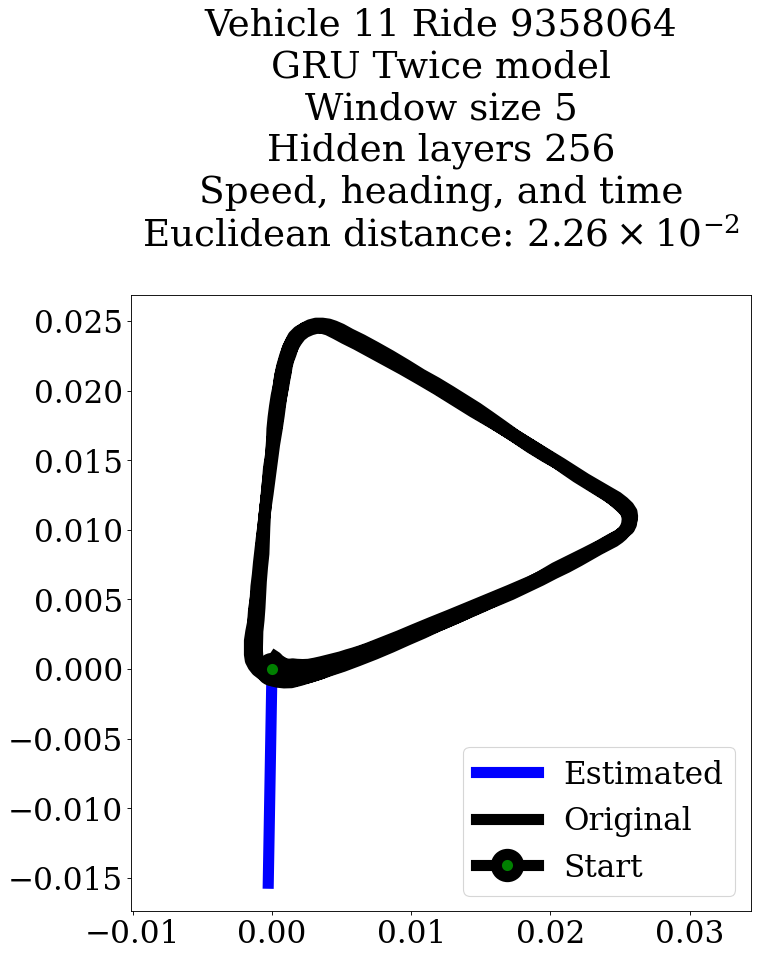 Vehicle 11 Ride 9358064
GRU Twice model
Window size 5
Hidden layers 256
Speed, heading, and time
Euclidean distance: 2.26 × 10⁻²
0.025
0.020
0.015
0.010
0.005
0.000
−0.005
−0.010
−0.015
Estimated
Original
Start
−0.01 0.00 0.01 0.02 0.03